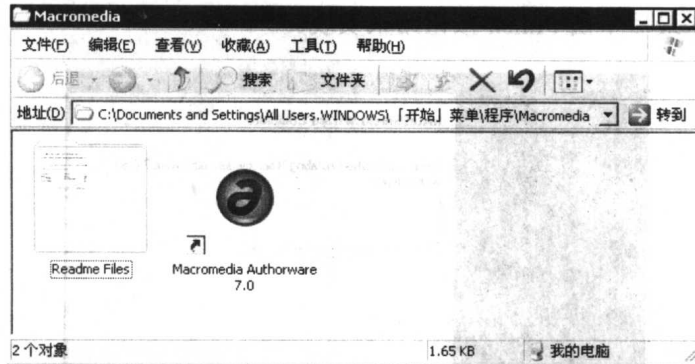 Macromedia
文件(F) 编辑(E) 查看(V) 收藏(A) 工具(T) 帮助(H)
后退 搜索 文件夹
地址(D) C:\Documents and Settings\All Users.WINDOWS\「开始」菜单\程序\Macromedia 转到
Readme Files
Macromedia Authorware
7.0
2 个对象 1.65 KB 我的电脑